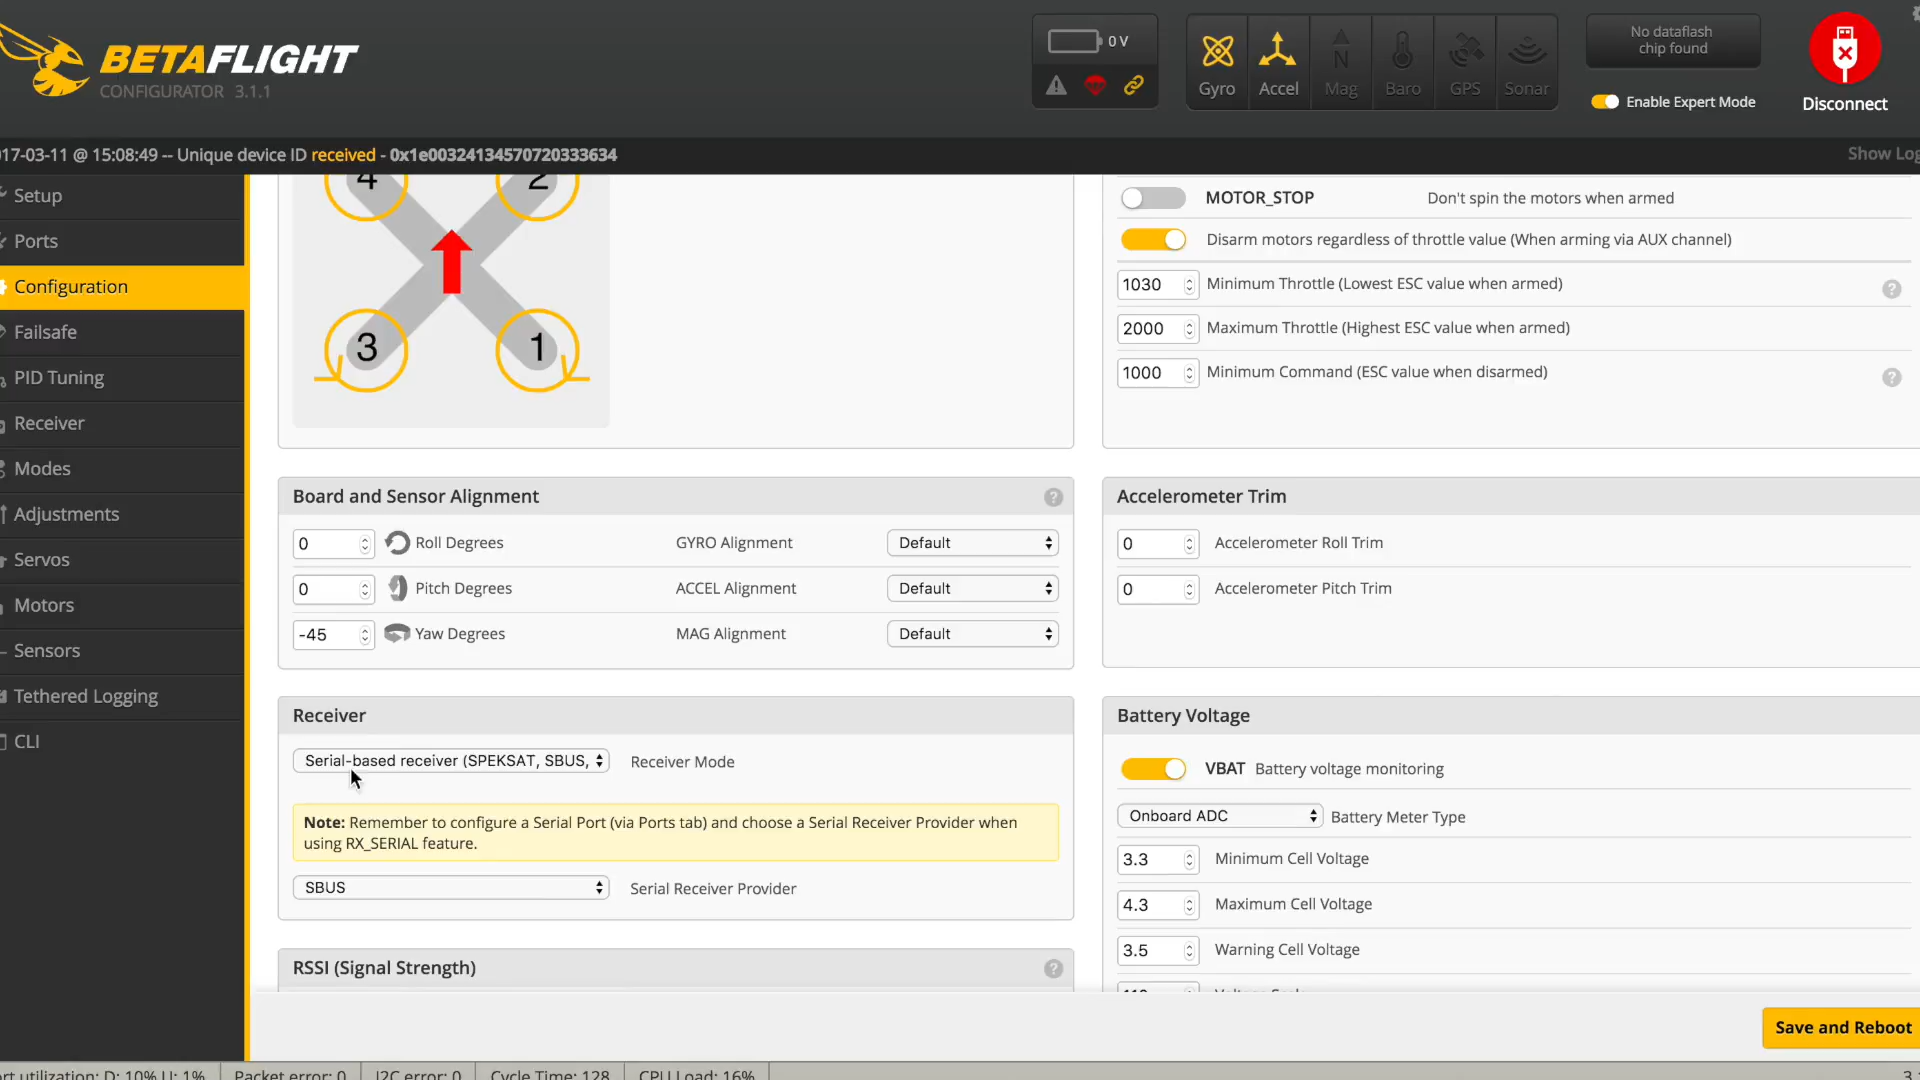 BETAFLIGHT
CONFIGURATOR 3.1.1
0 V
Gyro
Accel
Mag
Baro
GPS
Sonar
No dataflash
chip found
Enable Expert Mode
Disconnect
17-03-11 @ 15:08:49 -- Unique device ID received - 0x1e003241345707203336​34
Show Log
Setup
Ports
Configuration
Failsafe
PID Tuning
Receiver
Modes
Adjustments
Servos
Motors
Sensors
Tethered Logging
CLI
4
2
3
1
MOTOR_STOP Don't spin the motors when armed
Disarm motors regardless of throttle value (When arming via AUX channel)
1030 Minimum Throttle (Lowest ESC value when armed) ?
2000 Maximum Throttle (Highest ESC value when armed)
1000 Minimum Command (ESC value when disarmed) ?
Board and Sensor Alignment ?
0 Roll Degrees GYRO Alignment Default
0 Pitch Degrees ACCEL Alignment Default
-45 Yaw Degrees MAG Alignment Default
Accelerometer Trim
0 Accelerometer Roll Trim
0 Accelerometer Pitch Trim
Receiver
Serial-based receiver (SPEKSAT, SBUS, Receiver Mode
Note: Remember to configure a Serial Port (via Ports tab) and choose a Serial Receiver Provider when
using RX_SERIAL feature.
SBUS Serial Receiver Provider
Battery Voltage
VBAT Battery voltage monitoring
Onboard ADC Battery Meter Type
3.3 Minimum Cell Voltage
4.3 Maximum Cell Voltage
3.5 Warning Cell Voltage
RSSI (Signal Strength) ?
Save and Reboot
rt utilization: D: 10% U: 1%
Packet error: 0
I2C error: 0
Cycle Time: 128
CPU Load: 16%